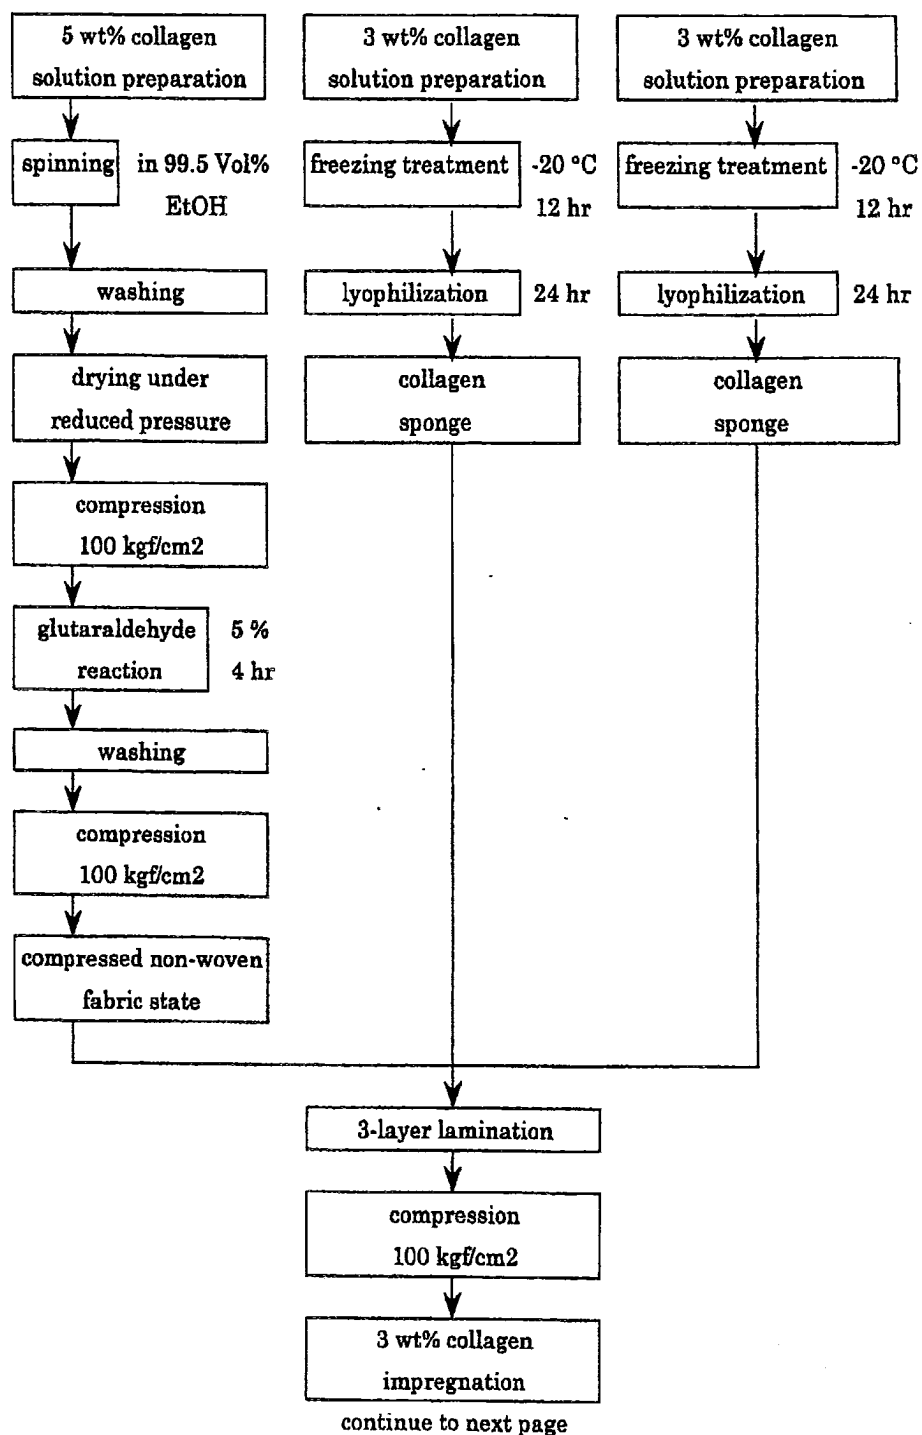 5 wt% collagen
solution preparation
spinning
in 99.5 Vol%
EtOH
washing
drying under
reduced pressure
compression
100 kgf/cm2
glutaraldehyde
reaction
5 %
4 hr
washing
compression
100 kgf/cm2
compressed non-woven
fabric state
3 wt% collagen
solution preparation
freezing treatment
-20 °C
12 hr
lyophilization
24 hr
collagen
sponge
3 wt% collagen
solution preparation
freezing treatment
-20 °C
12 hr
lyophilization
24 hr
collagen
sponge
3-layer lamination
compression
100 kgf/cm2
3 wt% collagen
impregnation
continue to next page